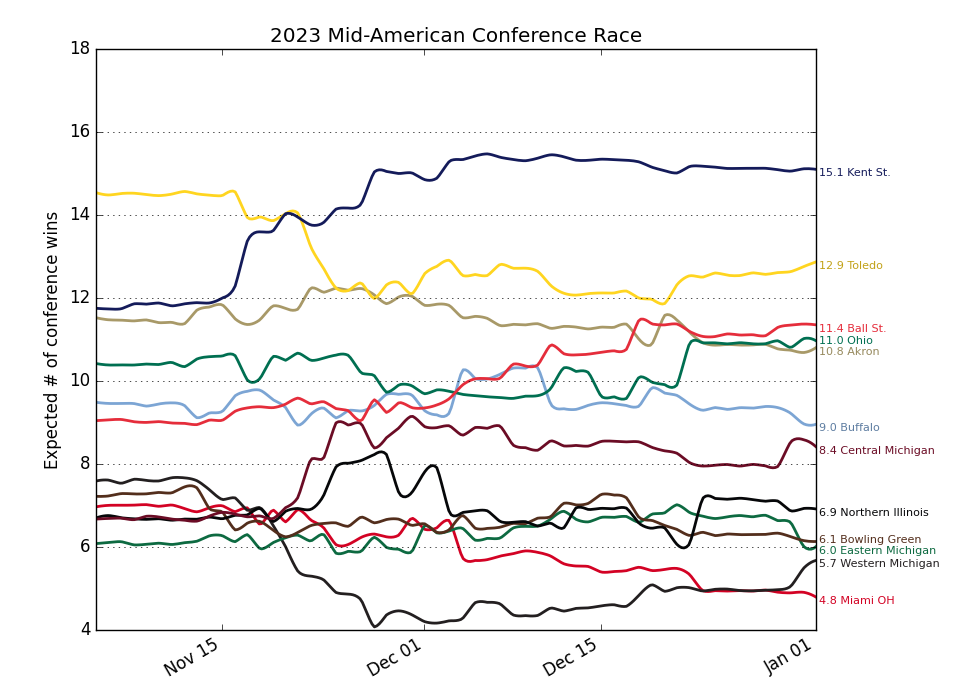 2023 Mid-American Conference Race
Expected # of conference wins
18
16
14
12
10
8
6
4
Nov 15
Dec 01
Dec 15
Jan 01
15.1 Kent St.
12.9 Toledo
11.4 Ball St.
11.0 Ohio
10.8 Akron
9.0 Buffalo
8.4 Central Michigan
6.9 Northern Illinois
6.1 Bowling Green
6.0 Eastern Michigan
5.7 Western Michigan
4.8 Miami OH